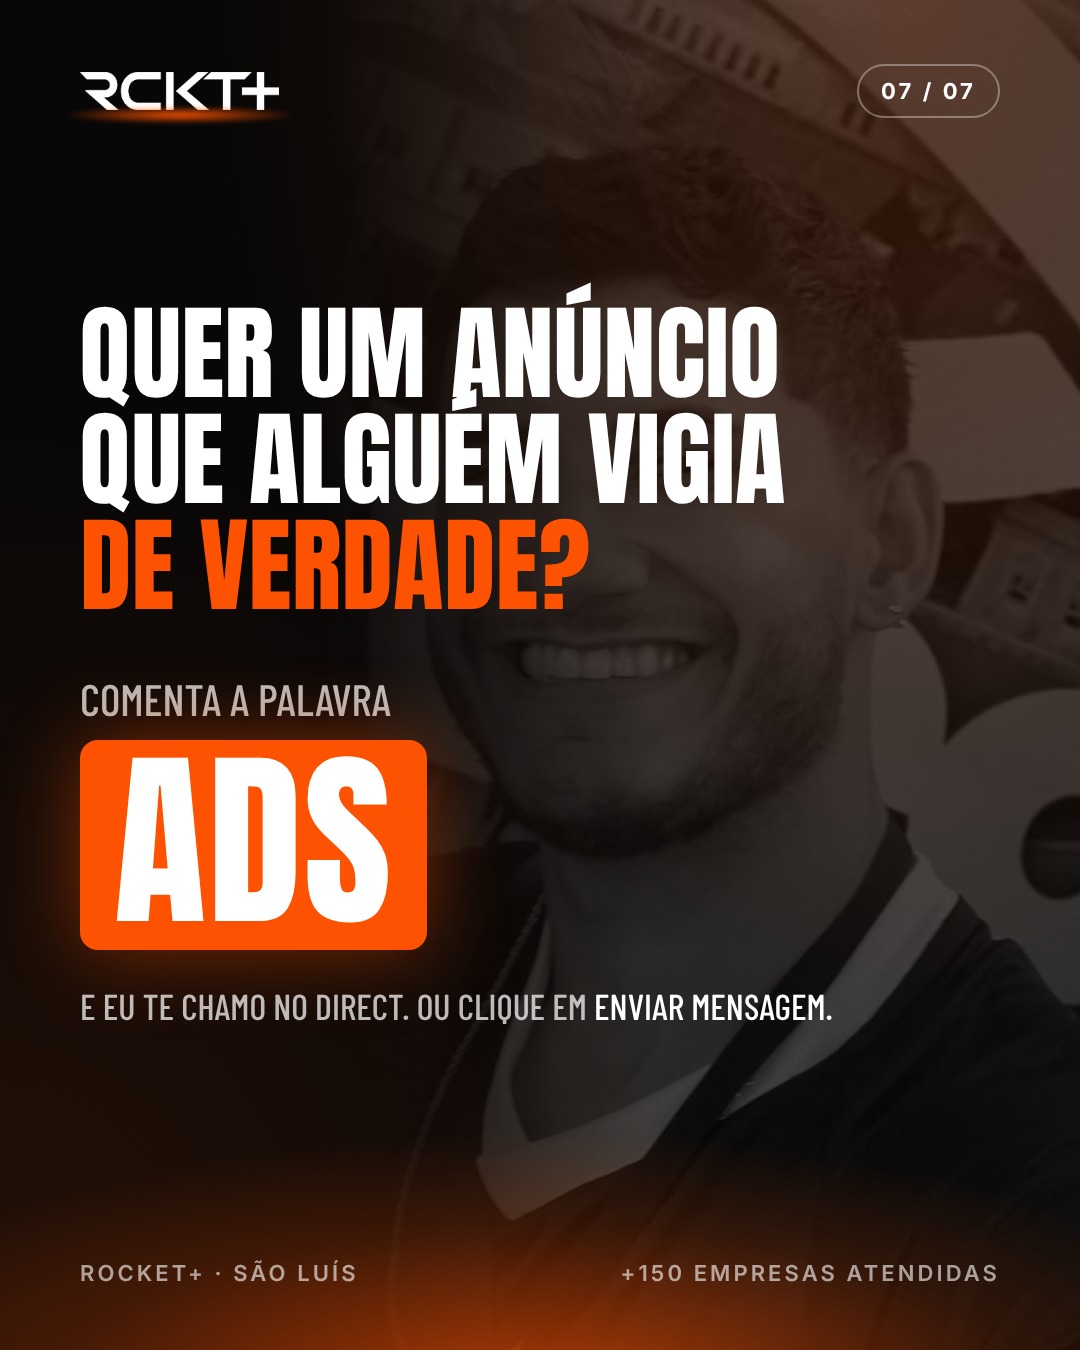 RCKT+
07 / 07
QUER UM ANÚNCIO
QUE ALGUÉM VIGIA
DE VERDADE?
COMENTA A PALAVRA
ADS
E EU TE CHAMO NO DIRECT. OU CLIQUE EM ENVIAR MENSAGEM.
ROCKET+ · SÃO LUÍS
+150 EMPRESAS ATENDIDAS